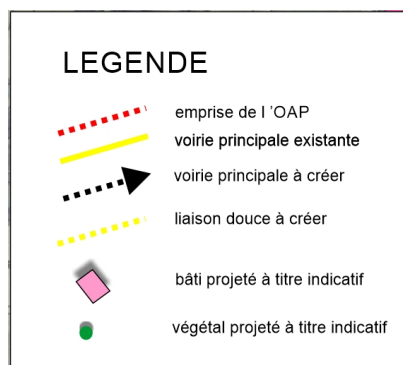 LEGENDE
emprise de l 'OAP
voirie principale existante
voirie principale à créer
liaison douce à créer
bâti projeté à titre indicatif
végétal projeté à titre indicatif